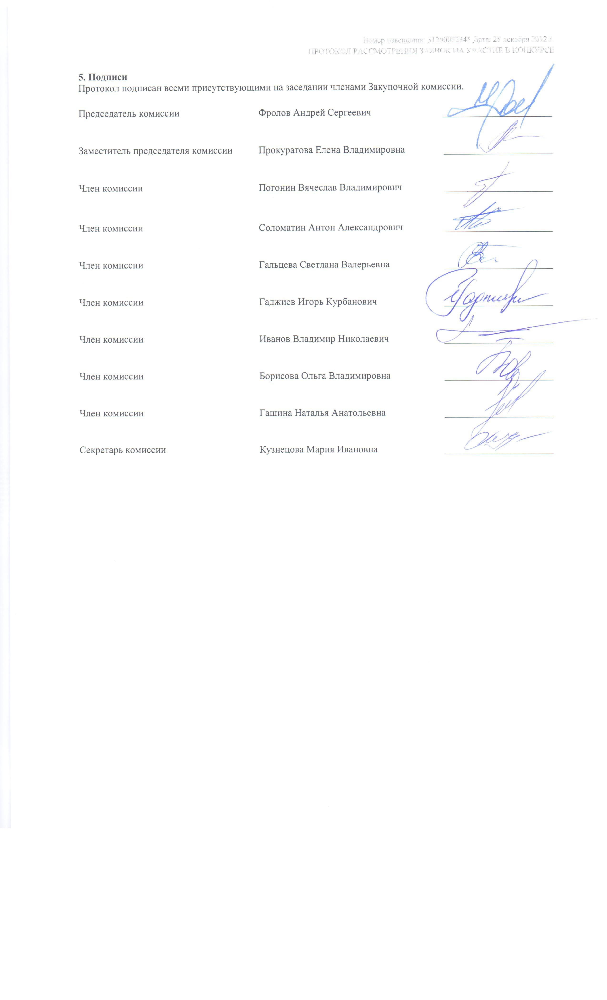 Номер извещения: 31200052345 Дата: 25 декабря 2012 г.
ПРОТОКОЛ РАССМОТРЕНИЯ ЗАЯВОК НА УЧАСТИЕ В КОНКУРСЕ
5. Подписи
Протокол подписан всеми присутствующими на заседании членами Закупочной комиссии.
Председатель комиссии Фролов Андрей Сергеевич
Заместитель председателя комиссии Прокуратова Елена Владимировна
Член комиссии Погонин Вячеслав Владимирович
Член комиссии Соломатин Антон Александрович
Член комиссии Гальцева Светлана Валерьевна
Член комиссии Гаджиев Игорь Курбанович
Член комиссии Иванов Владимир Николаевич
Член комиссии Борисова Ольга Владимировна
Член комиссии Гашина Наталья Анатольевна
Секретарь комиссии Кузнецова Мария Ивановна